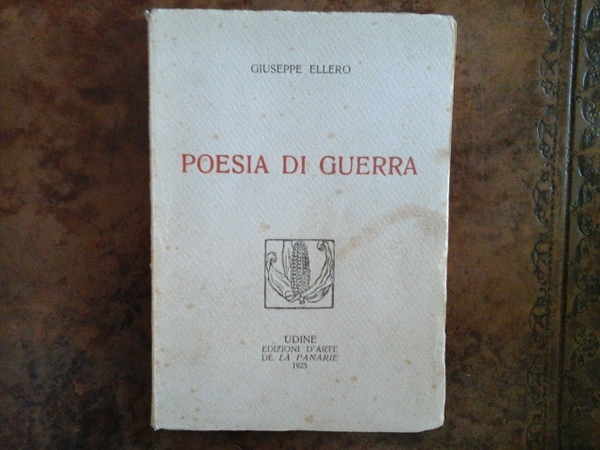 GIUSEPPE ELLERO
POESIA DI GUERRA
UDINE
EDIZIONI D'ARTE
DE LA PANARIE
1925